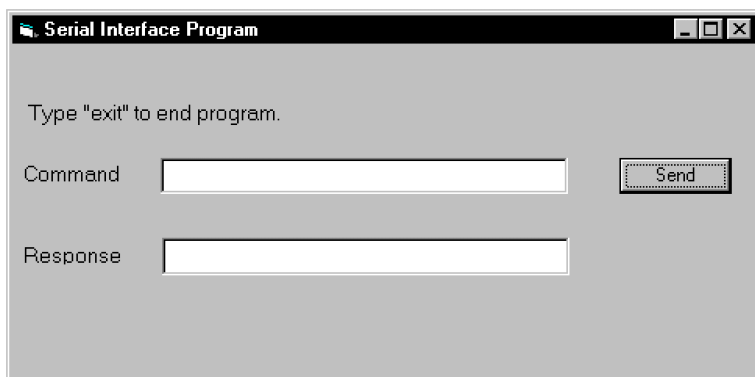 Serial Interface Program
Type "exit" to end program.
Command
Send
Response